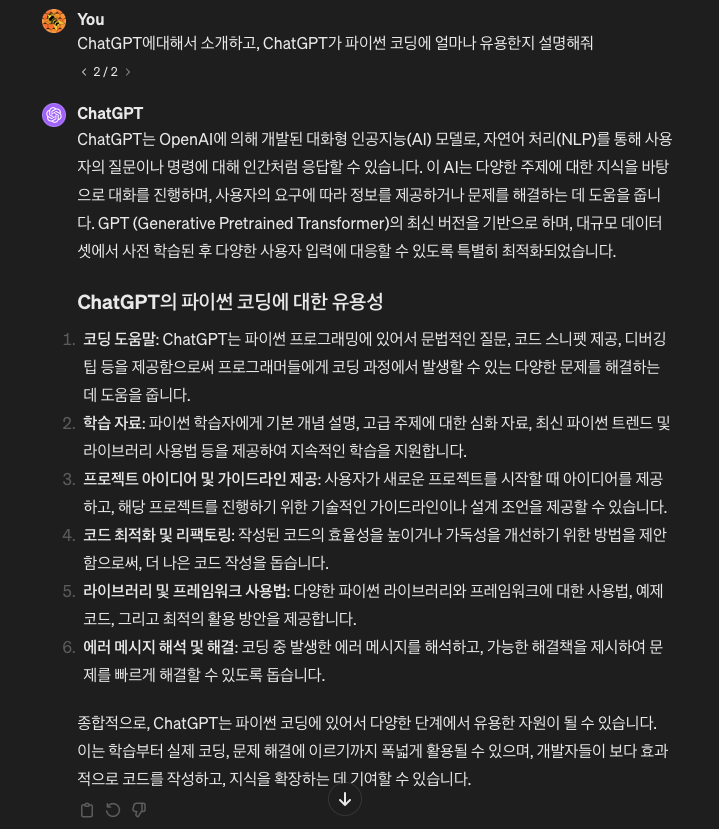 You
ChatGPT에대해서 소개하고, ChatGPT가 파이썬 코딩에 얼마나 유용한지 설명해줘
2 / 2
ChatGPT
ChatGPT는 OpenAI에 의해 개발된 대화형 인공지능(AI) 모델로, 자연어 처리(NLP)를 통해 사용
자의 질문이나 명령에 대해 인간처럼 응답할 수 있습니다. 이 AI는 다양한 주제에 대한 지식을 바탕
으로 대화를 진행하며, 사용자의 요구에 따라 정보를 제공하거나 문제를 해결하는 데 도움을 줍니
다. GPT (Generative Pretrained Transformer)의 최신 버전을 기반으로 하며, 대규모 데이터
셋에서 사전 학습된 후 다양한 사용자 입력에 대응할 수 있도록 특별히 최적화되었습니다.
ChatGPT의 파이썬 코딩에 대한 유용성
1. 코딩 도움말: ChatGPT는 파이썬 프로그래밍에 있어서 문법적인 질문, 코드 스니펫 제공, 디버깅
팁 등을 제공함으로써 프로그래머들에게 코딩 과정에서 발생할 수 있는 다양한 문제를 해결하는
데 도움을 줍니다.
2. 학습 자료: 파이썬 학습자에게 기본 개념 설명, 고급 주제에 대한 심화 자료, 최신 파이썬 트렌드 및
라이브러리 사용법 등을 제공하여 지속적인 학습을 지원합니다.
3. 프로젝트 아이디어 및 가이드라인 제공: 사용자가 새로운 프로젝트를 시작할 때 아이디어를 제공
하고, 해당 프로젝트를 진행하기 위한 기술적인 가이드라인이나 설계 조언을 제공할 수 있습니다.
4. 코드 최적화 및 리팩토링: 작성된 코드의 효율성을 높이거나 가독성을 개선하기 위한 방법을 제안
함으로써, 더 나은 코드 작성을 돕습니다.
5. 라이브러리 및 프레임워크 사용법: 다양한 파이썬 라이브러리와 프레임워크에 대한 사용법, 예제
코드, 그리고 최적의 활용 방안을 제공합니다.
6. 에러 메시지 해석 및 해결: 코딩 중 발생한 에러 메시지를 해석하고, 가능한 해결책을 제시하여 문
제를 빠르게 해결할 수 있도록 돕습니다.
종합적으로, ChatGPT는 파이썬 코딩에 있어서 다양한 단계에서 유용한 자원이 될 수 있습니다.
이는 학습부터 실제 코딩, 문제 해결에 이르기까지 폭넓게 활용될 수 있으며, 개발자들이 보다 효과
적으로 코드를 작성하고, 지식을 확장하는 데 기여할 수 있습니다.